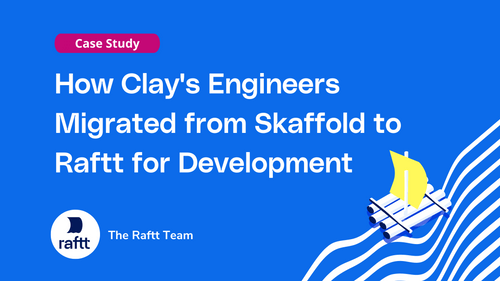 Case Study
How Clay's Engineers
Migrated from Skaffold to
Raftt for Development
raftt
The Raftt Team